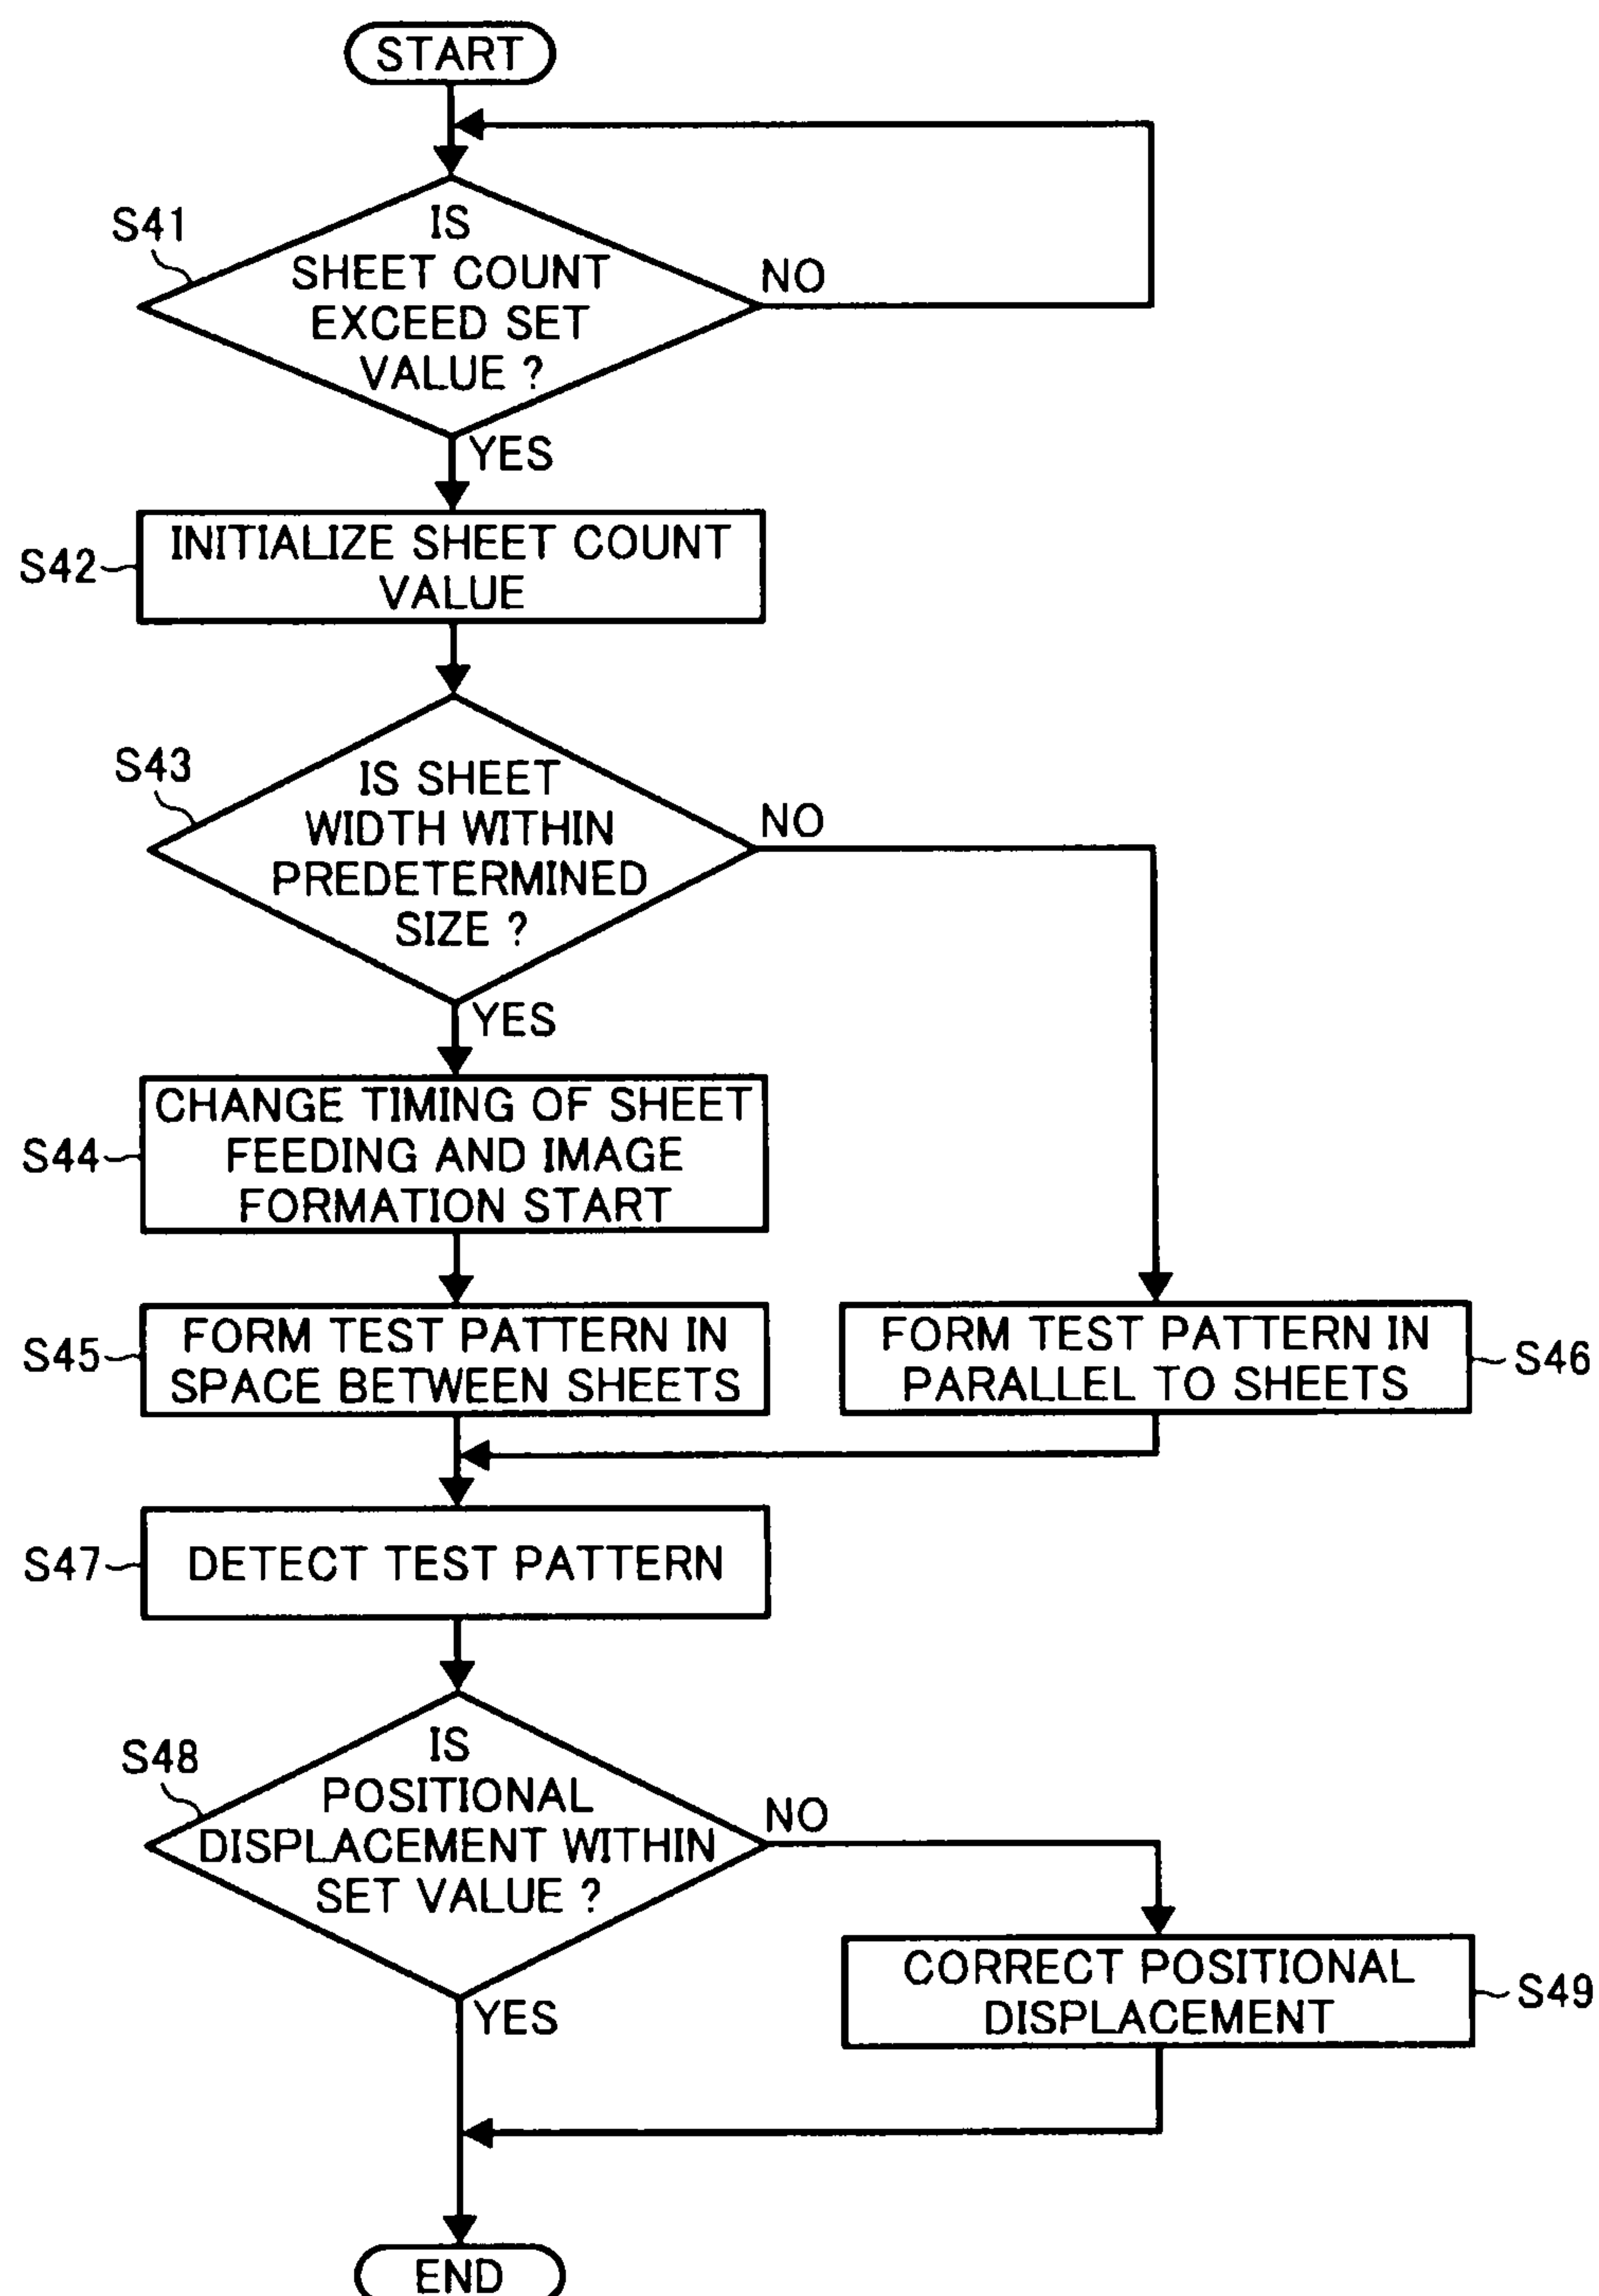 START
S41
IS
SHEET COUNT
EXCEED SET
VALUE ?
NO
YES
S42
INITIALIZE SHEET COUNT
VALUE
S43
IS SHEET
WIDTH WITHIN
PREDETERMINED
SIZE ?
NO
YES
S44
CHANGE TIMING OF SHEET
FEEDING AND IMAGE
FORMATION START
S45
FORM TEST PATTERN IN
SPACE BETWEEN SHEETS
FORM TEST PATTERN IN
PARALLEL TO SHEETS
S46
S47
DETECT TEST PATTERN
S48
IS
POSITIONAL
DISPLACEMENT WITHIN
SET VALUE ?
NO
YES
CORRECT POSITIONAL
DISPLACEMENT
S49
END